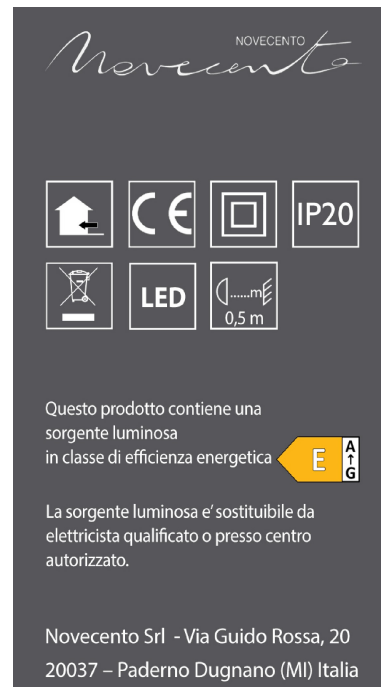 NOVECENTO
Novecento
CE
IP20
LED
(......m
0,5 m
Questo prodotto contiene una
sorgente luminosa
in classe di efficienza energetica
E
A
↑
G
La sorgente luminosa e' sostituibile da
elettricista qualificato o presso centro
autorizzato.
Novecento Srl - Via Guido Rossa, 20
20037 – Paderno Dugnano (MI) Italia